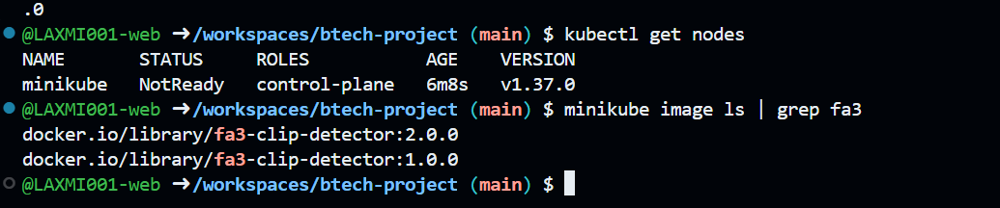 .0
@LAXMI001-web ➜/workspaces/btech-project (main) $ kubectl get nodes
NAME       STATUS     ROLES           AGE    VERSION
minikube   NotReady   control-plane   6m8s   v1.37.0
@LAXMI001-web ➜/workspaces/btech-project (main) $ minikube image ls | grep fa3
docker.io/library/fa3-clip-detector:2.0.0
docker.io/library/fa3-clip-detector:1.0.0
@LAXMI001-web ➜/workspaces/btech-project (main) $